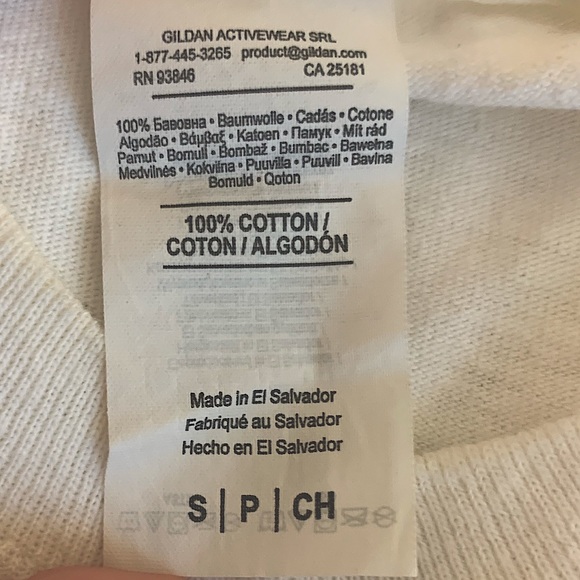 GILDAN ACTIVEWEAR SRL
1-877-445-3265 product@gildan.com
RN 93846 CA 25181
100% Бавовна • Baumwolle • Cadás • Cotone
Algodão • Βάμβαξ • Katoen • Памук • Mít rád
Pamut • Bomull • Bombaž • Bumbac • Bawełna
Medvilnės • Kokvilna • Puuvilla • Puuvill • Bavlna
Bomuld • Qoton
100% COTTON /
COTON / ALGODÓN
Made in El Salvador
Fabriqué au Salvador
Hecho en El Salvador
S | P | CH